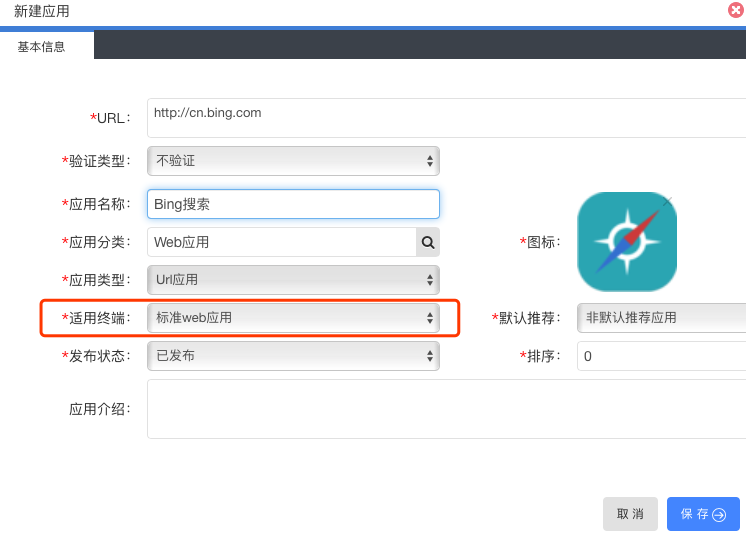 新建应用
基本信息
*URL： http://cn.bing.com
*验证类型： 不验证
*应用名称： Bing搜索
*应用分类： Web应用 *图标：
*应用类型： Url应用
*适用终端： 标准web应用 *默认推荐： 非默认推荐应用
*发布状态： 已发布 *排序： 0
应用介绍：
取 消 保 存